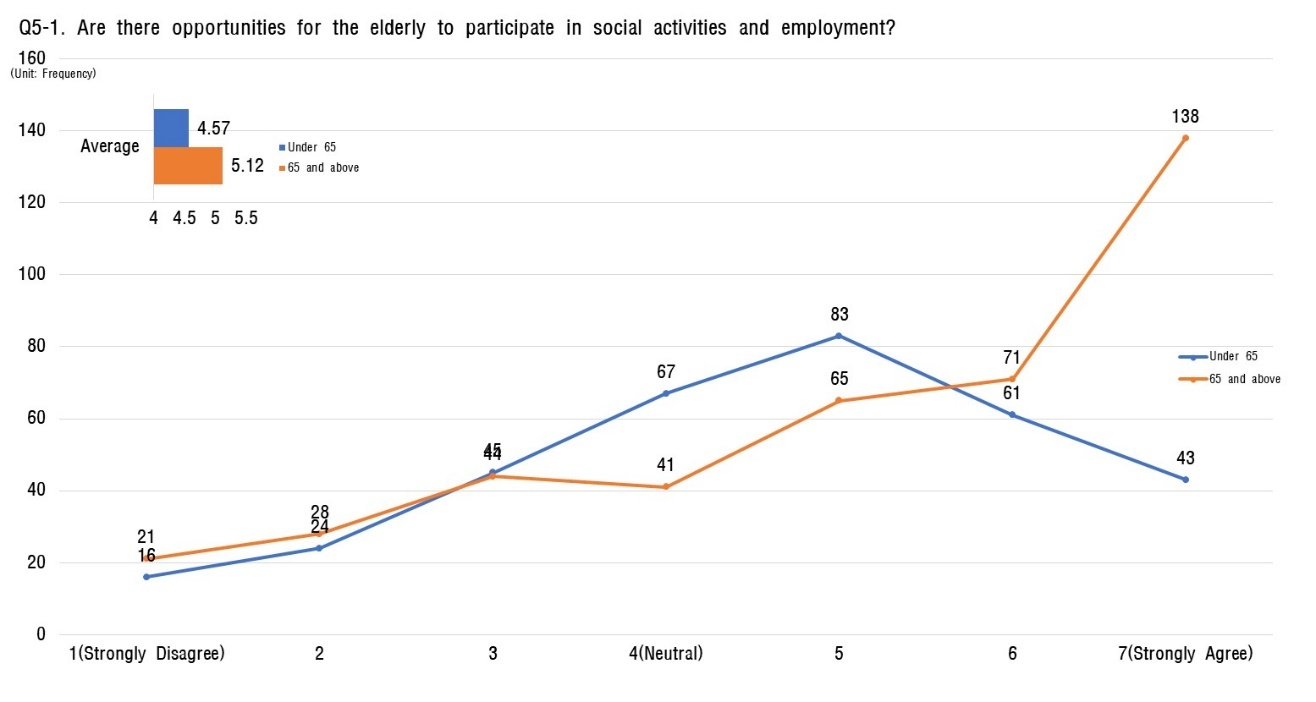 Q5-1. Are there opportunities for the elderly to participate in social activities and employment?
160
(Unit: Frequency)
140
120
100
80
60
40
20
0
Average
4.57
5.12
Under 65
65 and above
4 4.5 5 5.5
21
16
28
24
45
44
67
41
83
65
71
61
138
43
Under 65
65 and above
1(Strongly Disagree) 2 3 4(Neutral) 5 6 7(Strongly Agree)